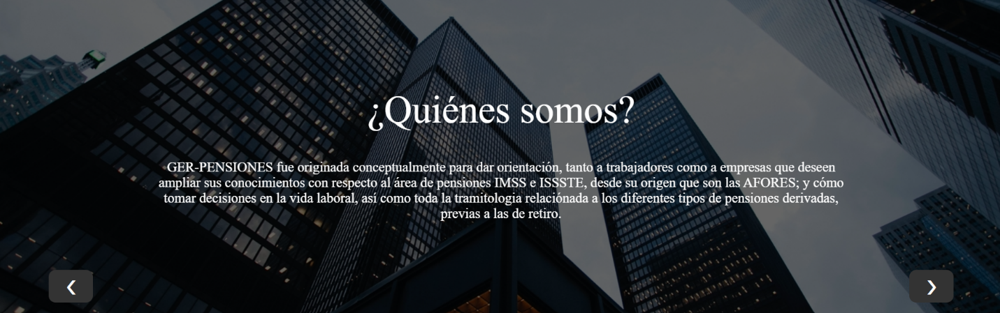 ¿Quiénes somos?
GER-PENSIONES fue originada conceptualmente para dar orientación, tanto a trabajadores como a empresas que deseen
ampliar sus conocimientos con respecto al área de pensiones IMSS e ISSSTE, desde su origen que son las AFORES; y cómo
tomar decisiones en la vida laboral, así como toda la tramitologia relaciónada a los diferentes tipos de pensiones derivadas,
previas a las de retiro.